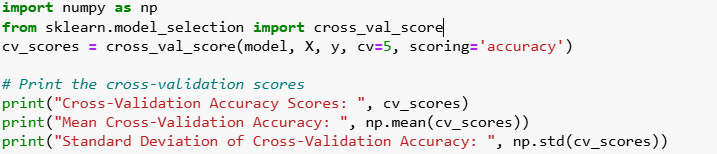 import numpy as np
from sklearn.model_selection import cross_val_score
cv_scores = cross_val_score(model, X, y, cv=5, scoring='accuracy')
# Print the cross-validation scores
print("Cross-Validation Accuracy Scores: ", cv_scores)
print("Mean Cross-Validation Accuracy: ", np.mean(cv_scores))
print("Standard Deviation of Cross-Validation Accuracy: ", np.std(cv_scores))